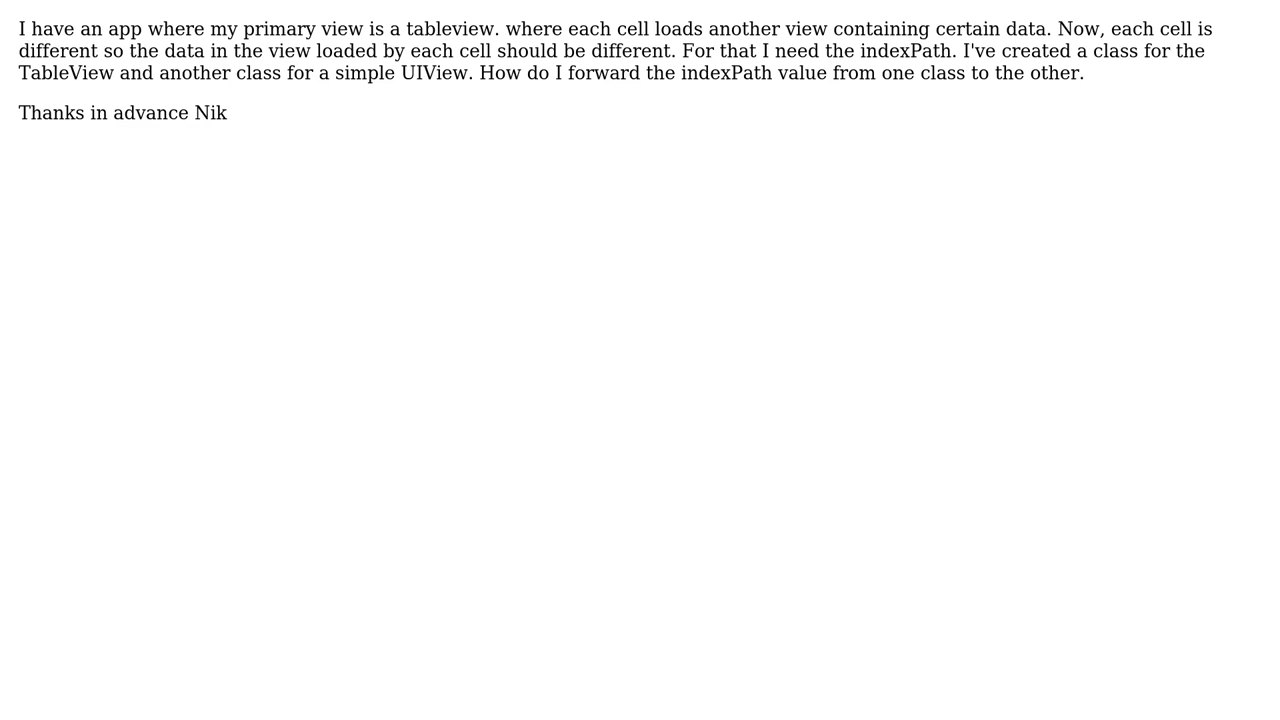 I have an app where my primary view is a tableview. where each cell loads another view containing certain data. Now, each cell is
different so the data in the view loaded by each cell should be different. For that I need the indexPath. I've created a class for the
TableView and another class for a simple UIView. How do I forward the indexPath value from one class to the other.
Thanks in advance Nik